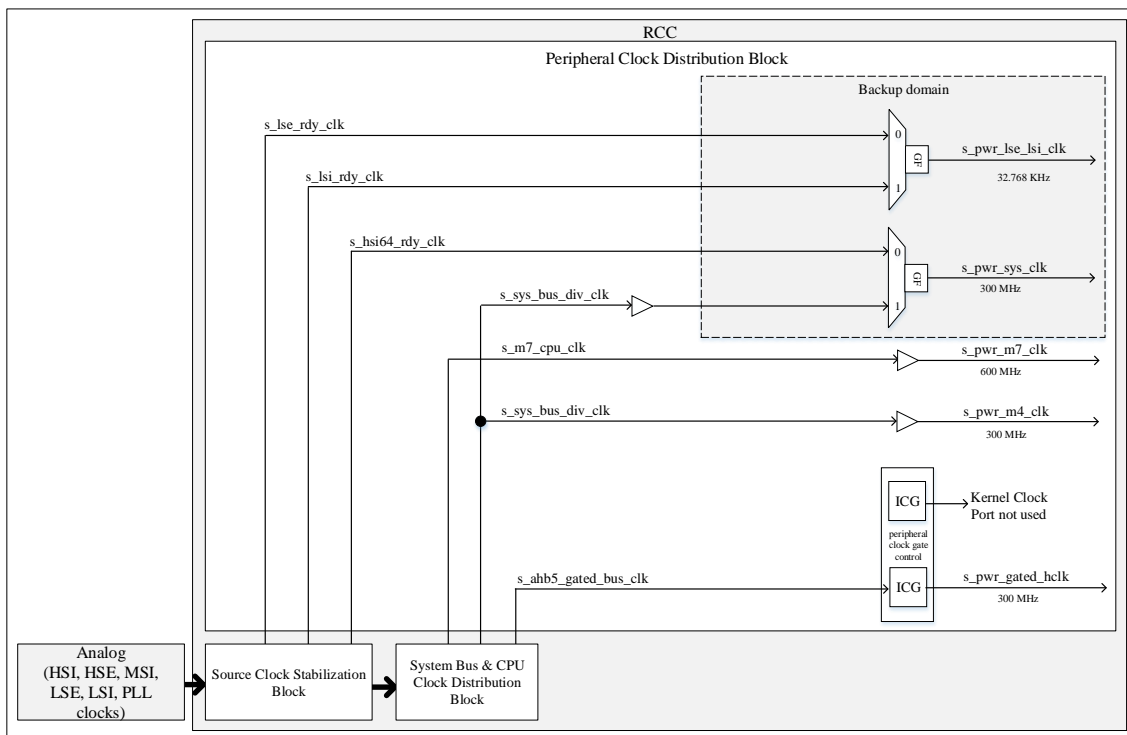 RCC
Peripheral Clock Distribution Block
Backup domain
s_lse_rdy_clk
0
GF
s_pwr_lse_lsi_clk
32.768 KHz
s_lsi_rdy_clk
1
s_hsi64_rdy_clk
0
GF
s_pwr_sys_clk
300 MHz
s_sys_bus_div_clk
1
s_m7_cpu_clk
s_pwr_m7_clk
600 MHz
s_sys_bus_div_clk
s_pwr_m4_clk
300 MHz
ICG
Kernel Clock
Port not used
peripheral
clock gate
control
s_ahb5_gated_bus_clk
ICG
s_pwr_gated_hclk
300 MHz
Analog
(HSI, HSE, MSI,
LSE, LSI, PLL
clocks)
Source Clock Stabilization
Block
System Bus & CPU
Clock Distribution
Block